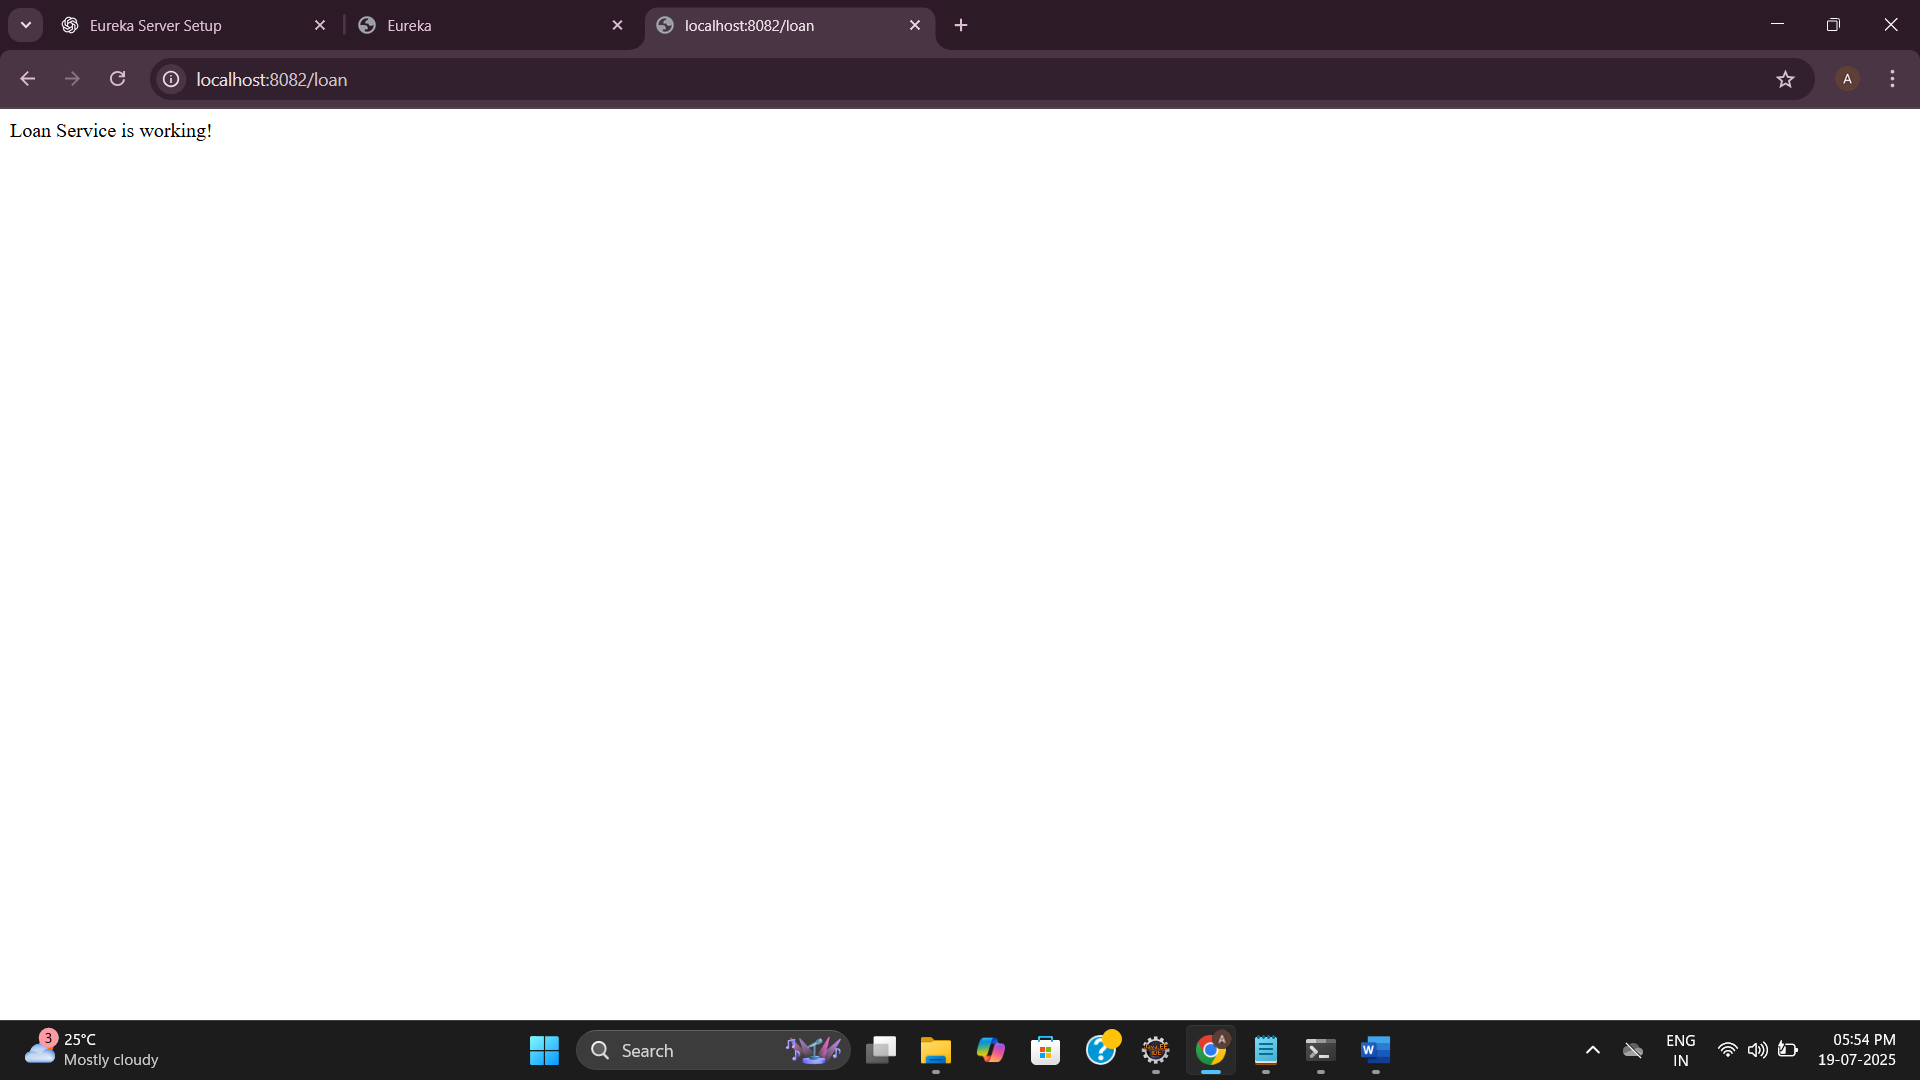 Eureka Server Setup
Eureka
localhost:8082/loan
localhost:8082/loan
A
Loan Service is working!
3
25°C
Mostly cloudy
Search
A
ENG
IN
05:54 PM
19-07-2025